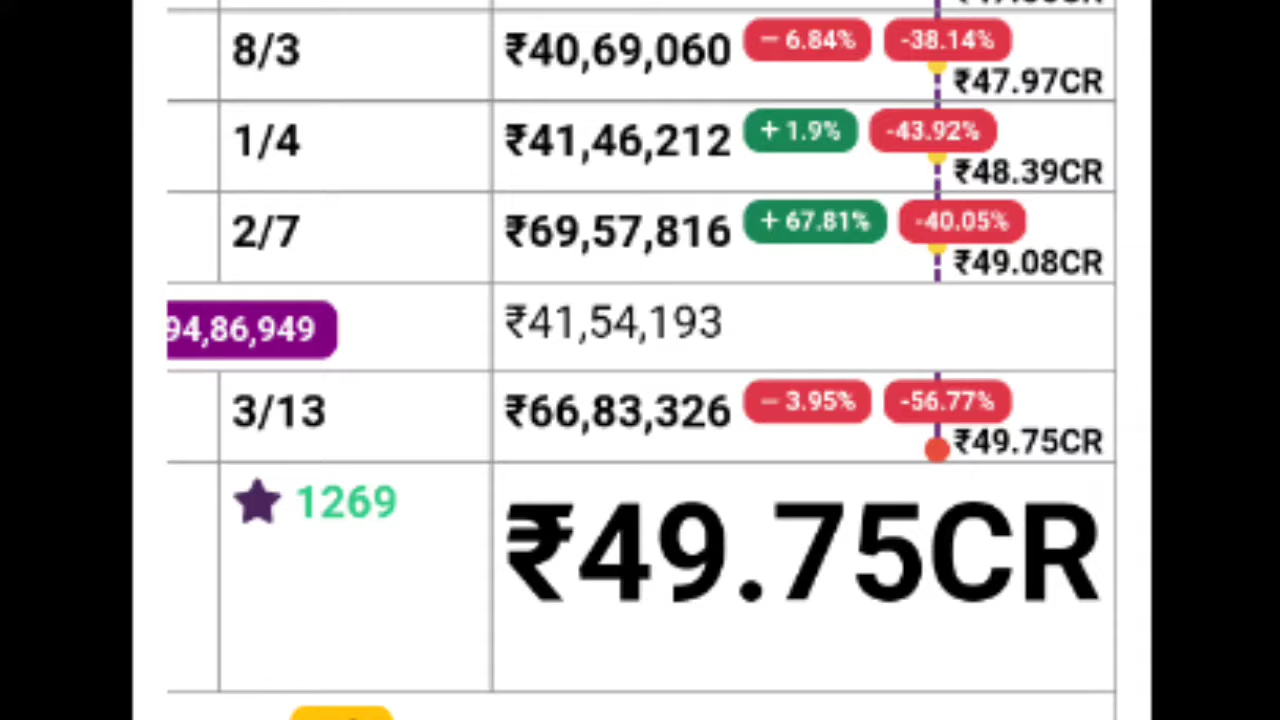 8/3 ₹40,69,060 – 6.84% -38.14%
₹47.97CR
1/4 ₹41,46,212 + 1.9% -43.92%
₹48.39CR
2/7 ₹69,57,816 + 67.81% -40.05%
₹49.08CR
94,86,949 ₹41,54,193
3/13 ₹66,83,326 – 3.95% -56.77%
₹49.75CR
★ 1269 ₹49.75CR